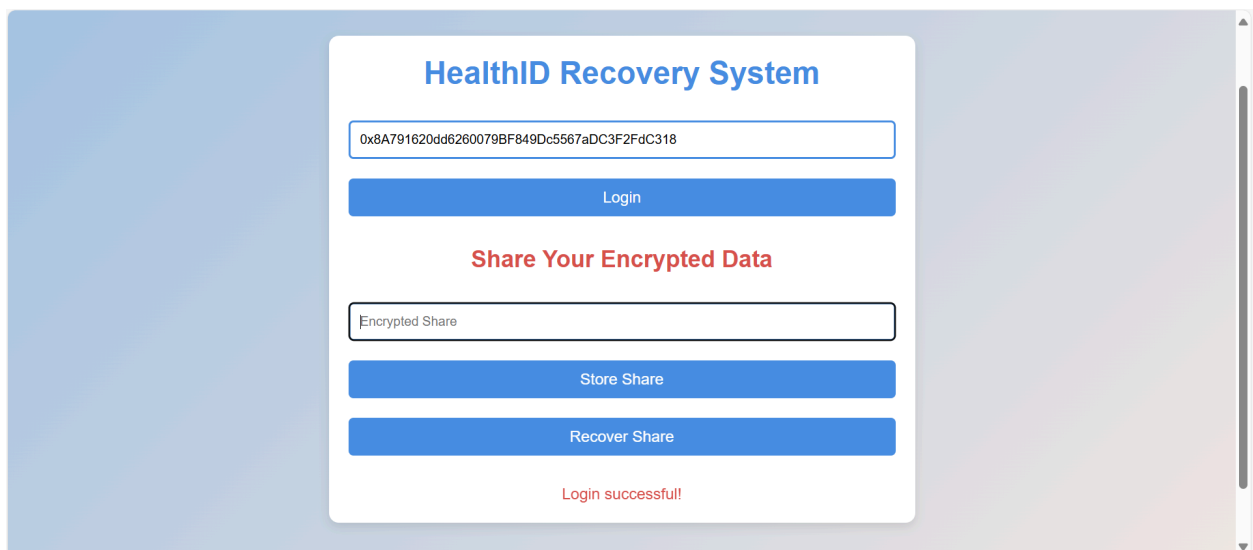 HealthID Recovery System
0x8A791620dd6260079BF849Dc5567aDC3F2FdC318
Login
Share Your Encrypted Data
Encrypted Share
Store Share
Recover Share
Login successful!